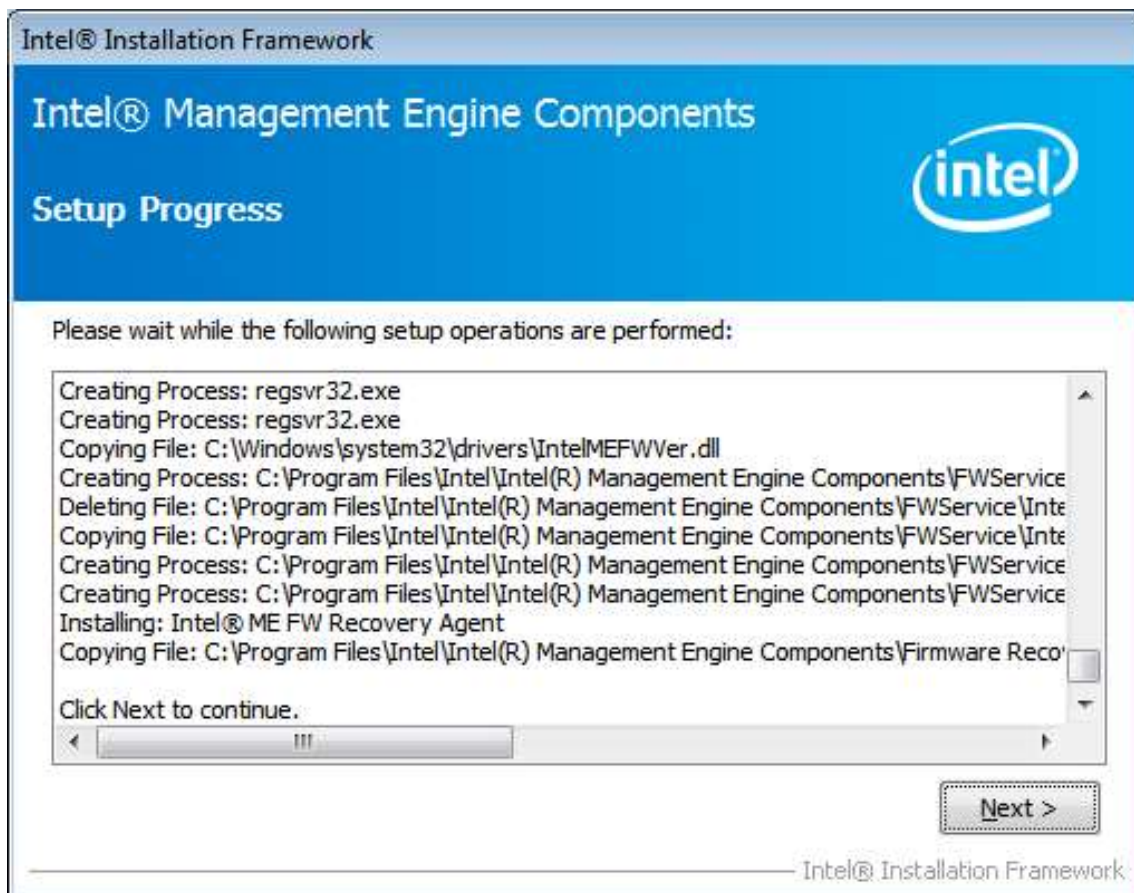 Intel® Installation Framework
Intel® Management Engine Components
intel
Setup Progress
Please wait while the following setup operations are performed:
Creating Process: regsvr32.exe
Creating Process: regsvr32.exe
Copying File: C:\Windows\system32\drivers\IntelMEFWVer.dll
Creating Process: C:\Program Files\Intel\Intel(R) Management Engine Components\FWService
Deleting File: C:\Program Files\Intel\Intel(R) Management Engine Components\FWService\Inte
Copying File: C:\Program Files\Intel\Intel(R) Management Engine Components\FWService\Inte
Creating Process: C:\Program Files\Intel\Intel(R) Management Engine Components\FWService
Creating Process: C:\Program Files\Intel\Intel(R) Management Engine Components\FWService
Installing: Intel® ME FW Recovery Agent
Copying File: C:\Program Files\Intel\Intel(R) Management Engine Components\Firmware Reco
Click Next to continue.
Next >
Intel® Installation Framework